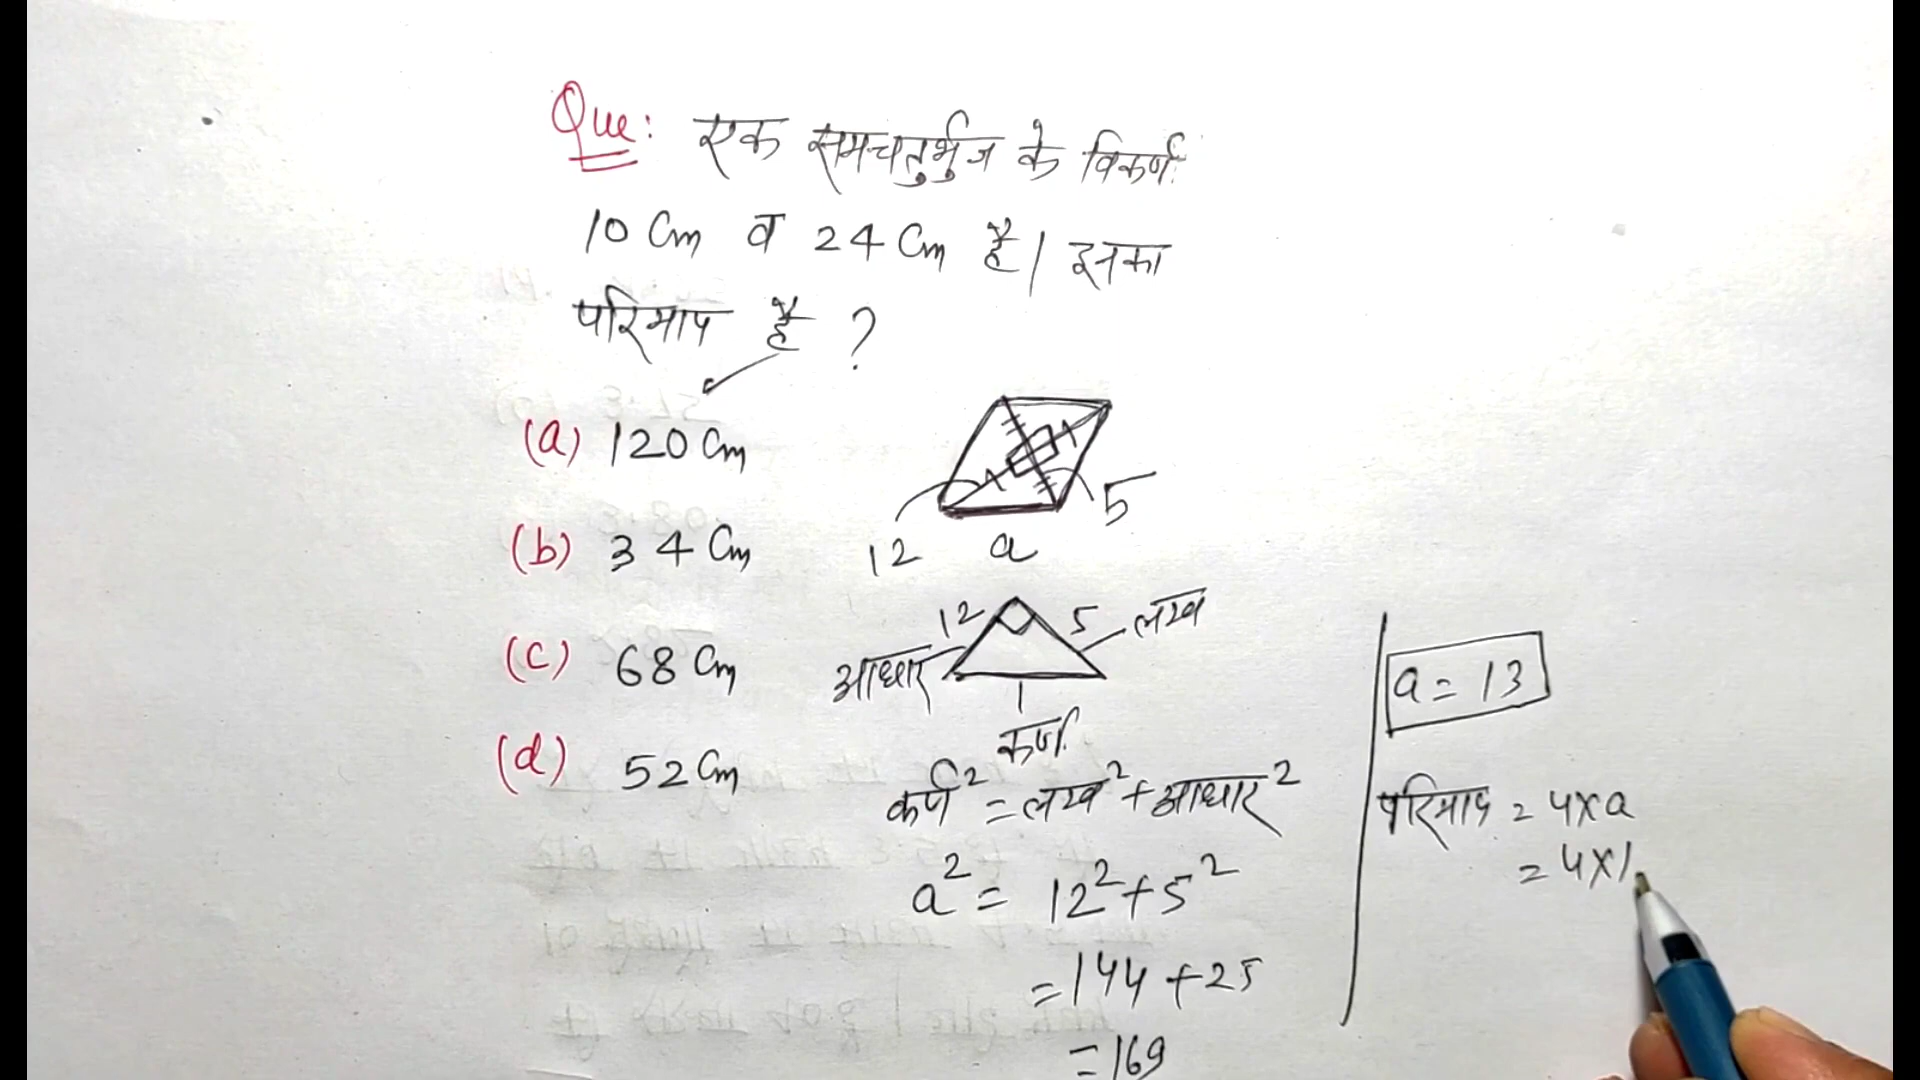 Que: एक समचतुर्भुज के विकर्ण
10 Cm व 24 Cm है। इनका
परिमाप है ?
(a) 120 Cm
(b) 34 Cm
(c) 68 Cm
(d) 52 Cm
5
12 a
12 5 लम्ब
आधार
कर्ण
कर्ण² = लम्ब² + आधार²
a² = 12² + 5²
= 144 + 25
= 169
a = 13
परिमाप = 4×a
= 4×1